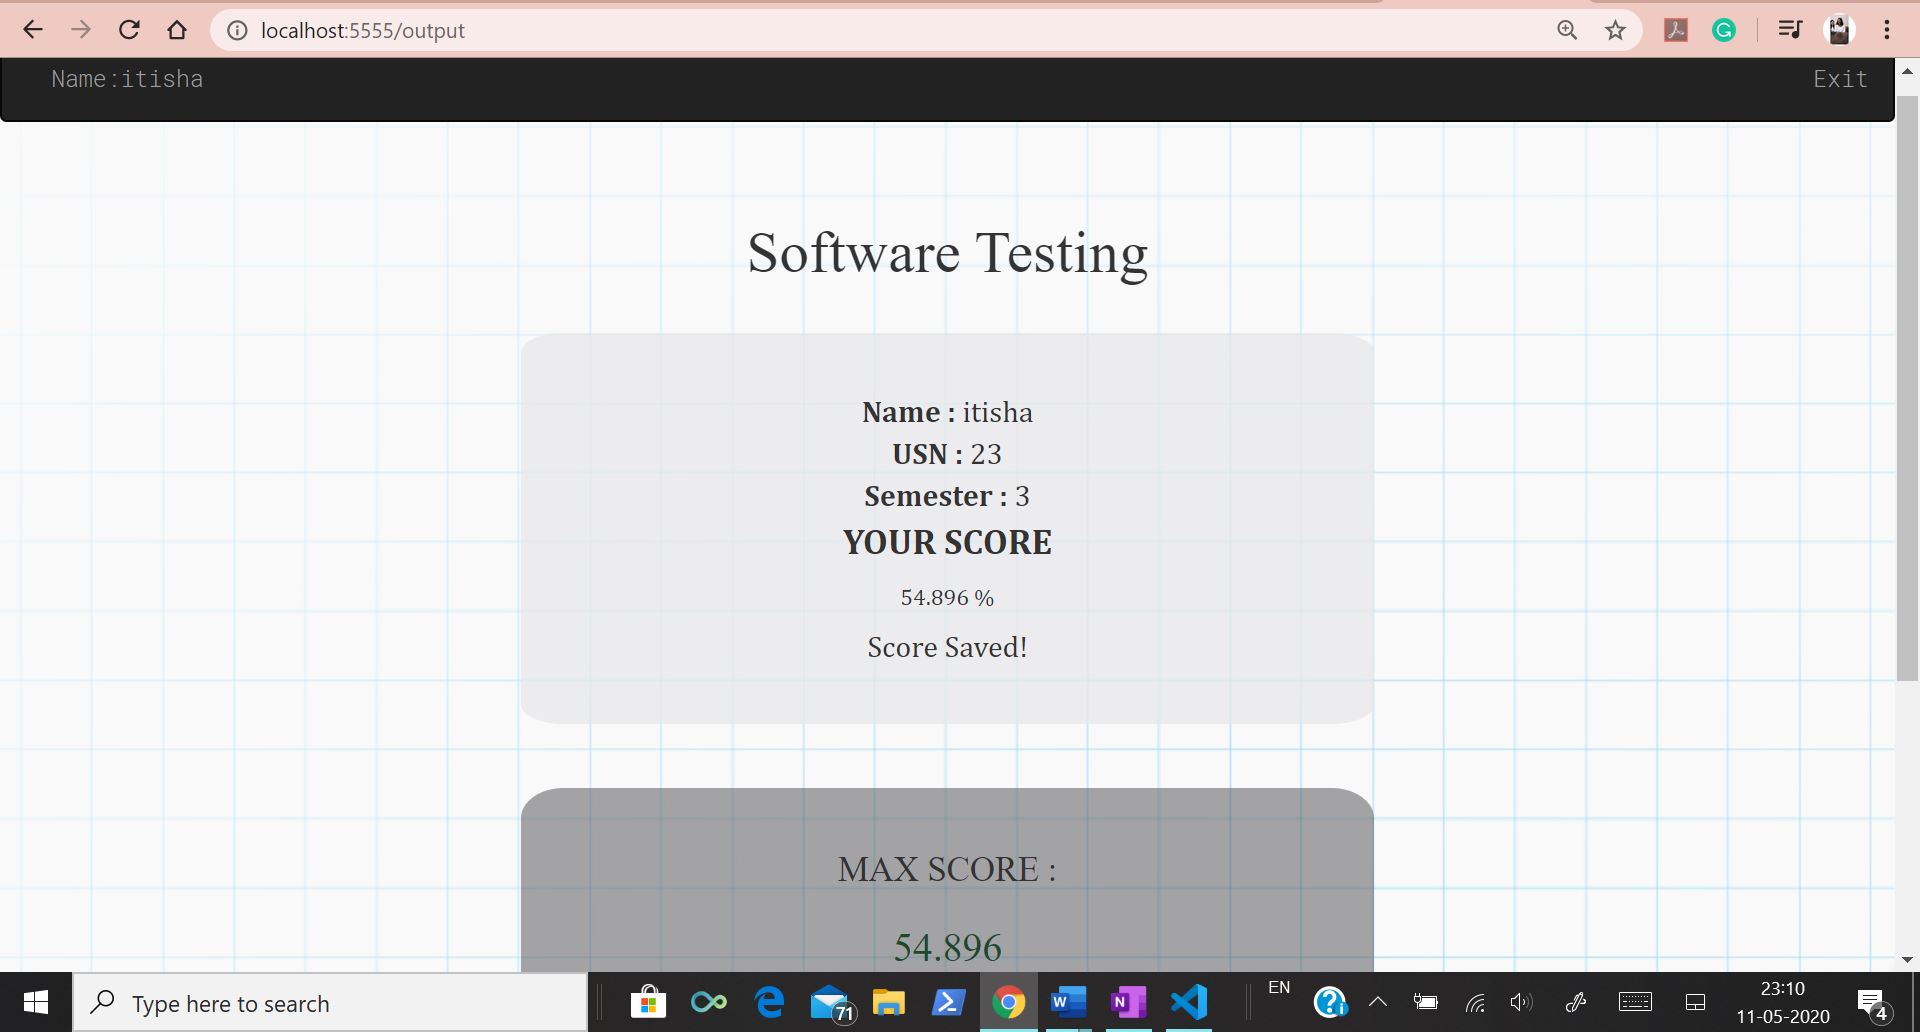 localhost:5555/output
Name:itisha Exit
Software Testing
Name : itisha
USN : 23
Semester : 3
YOUR SCORE
54.896 %
Score Saved!
MAX SCORE :
54.896
Type here to search
71
W
N
EN
23:10
11-05-2020
4